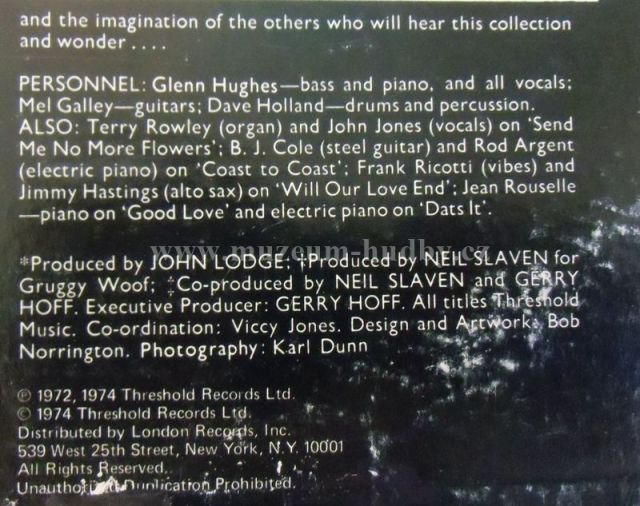 and the imagination of the others who will hear this collection
and wonder . . . .
PERSONNEL: Glenn Hughes—bass and piano, and all vocals;
Mel Galley—guitars; Dave Holland—drums and percussion.
ALSO: Terry Rowley (organ) and John Jones (vocals) on 'Send
Me No More Flowers'; B. J. Cole (steel guitar) and Rod Argent
(electric piano) on 'Coast to Coast'; Frank Ricotti (vibes) and
Jimmy Hastings (alto sax) on 'Will Our Love End'; Jean Rouselle
—piano on 'Good Love' and electric piano on 'Dats It'.
www.muzeum-hudby.cz
*Produced by JOHN LODGE; †Produced by NEIL SLAVEN for
Gruggy Woof; ‡Co-produced by NEIL SLAVEN and GERRY
HOFF. Executive Producer: GERRY HOFF. All titles Threshold
Music. Co-ordination: Viccy Jones. Design and Artwork: Bob
Norrington. Photography: Karl Dunn
℗ 1972, 1974 Threshold Records Ltd.
© 1974 Threshold Records Ltd.
Distributed by London Records, Inc.
539 West 25th Street, New York, N.Y. 10001
All Rights Reserved.
Unauthorized Duplication Prohibited.